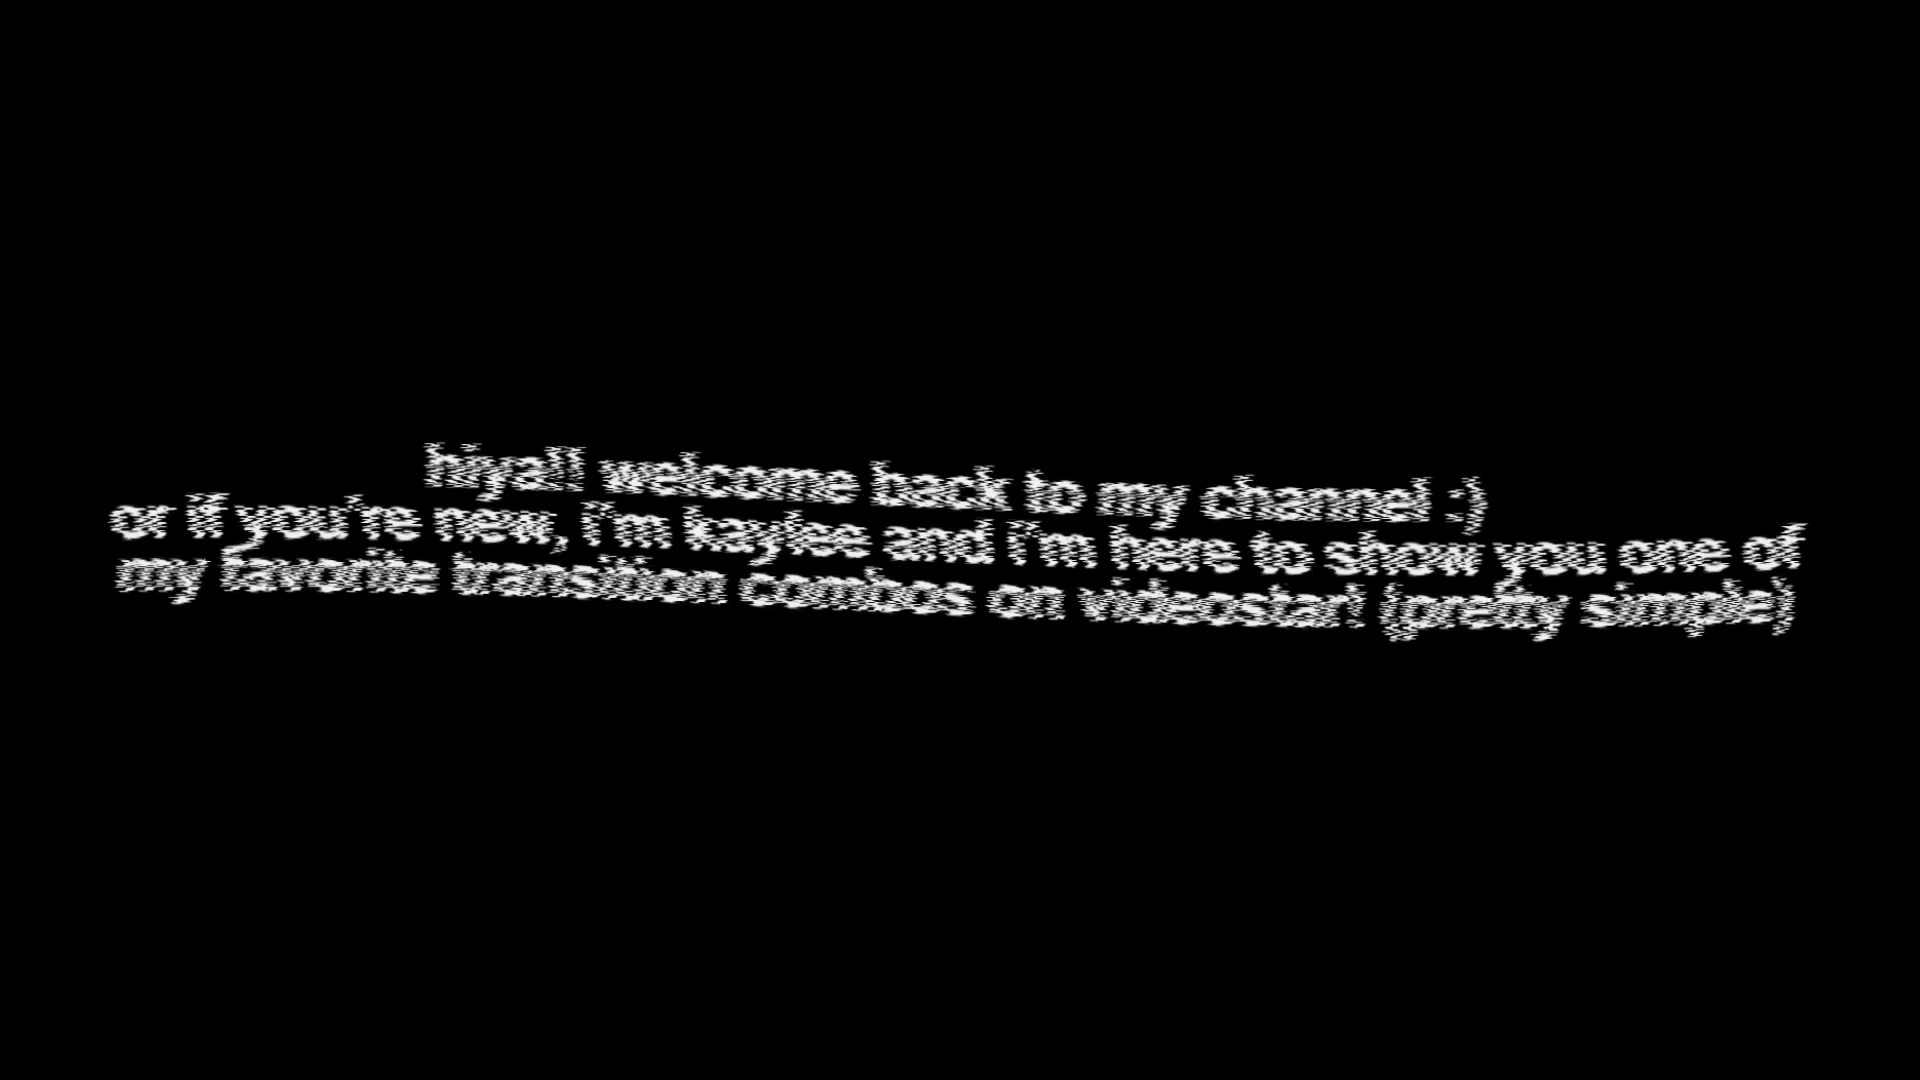 hiya!! welcome back to my channel :)
or if you're new, i'm kaylee and i'm here to show you one of
my favorite transition combos on videostar! (pretty simple)